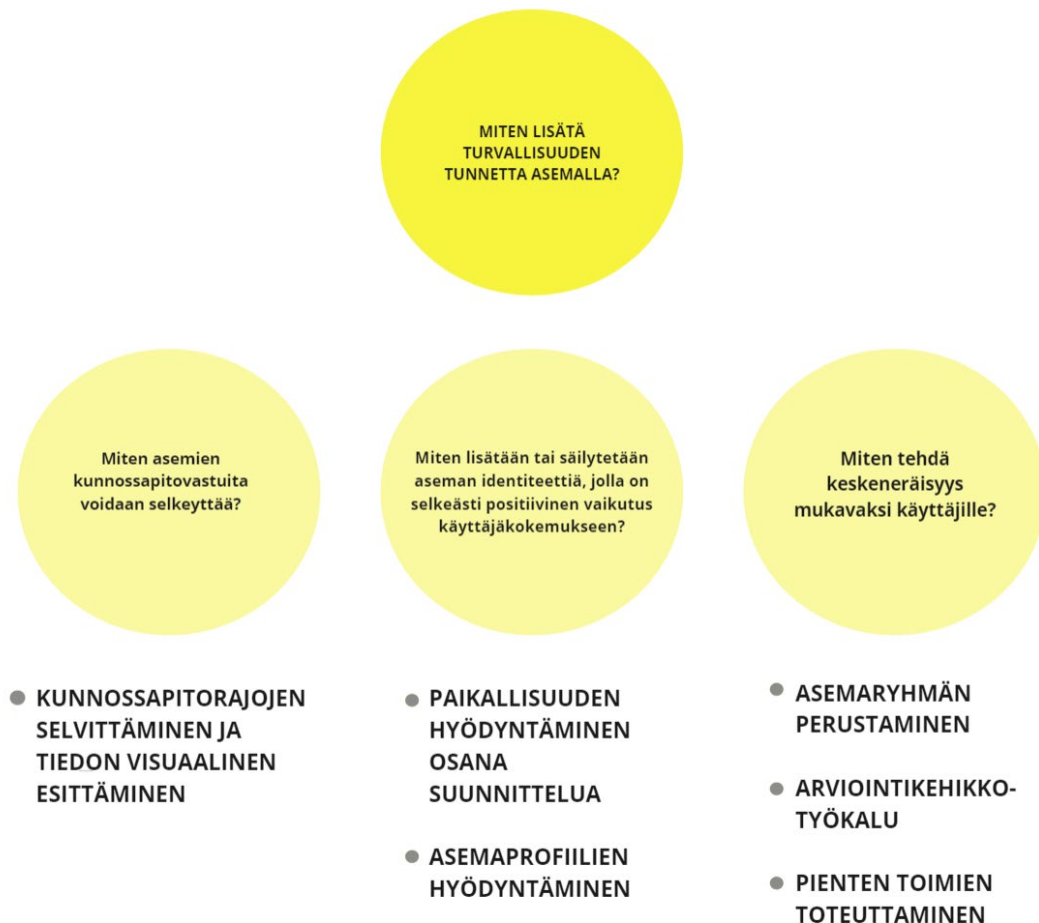 MITEN LISÄTÄ
TURVALLISUUDEN
TUNNETTA ASEMALLA?
Miten asemien
kunnossapitovastuita
voidaan selkeyttää?
Miten lisätään tai säilytetään
aseman identiteettiä, jolla on
selkeästi positiivinen vaikutus
käyttäjäkokemukseen?
Miten tehdä
keskeneräisyys
mukavaksi käyttäjille?
KUNNOSSAPITORAJOJEN
SELVITTÄMINEN JA
TIEDON VISUAALINEN
ESITTÄMINEN
PAIKALLISUUDEN
HYÖDYNTÄMINEN
OSANA
SUUNNITTELUA
ASEMAPROFIILIEN
HYÖDYNTÄMINEN
ASEMARYHMÄN
PERUSTAMINEN
ARVIOINTIKEHIKKO-
TYÖKALU
PIENTEN TOIMIEN
TOTEUTTAMINEN